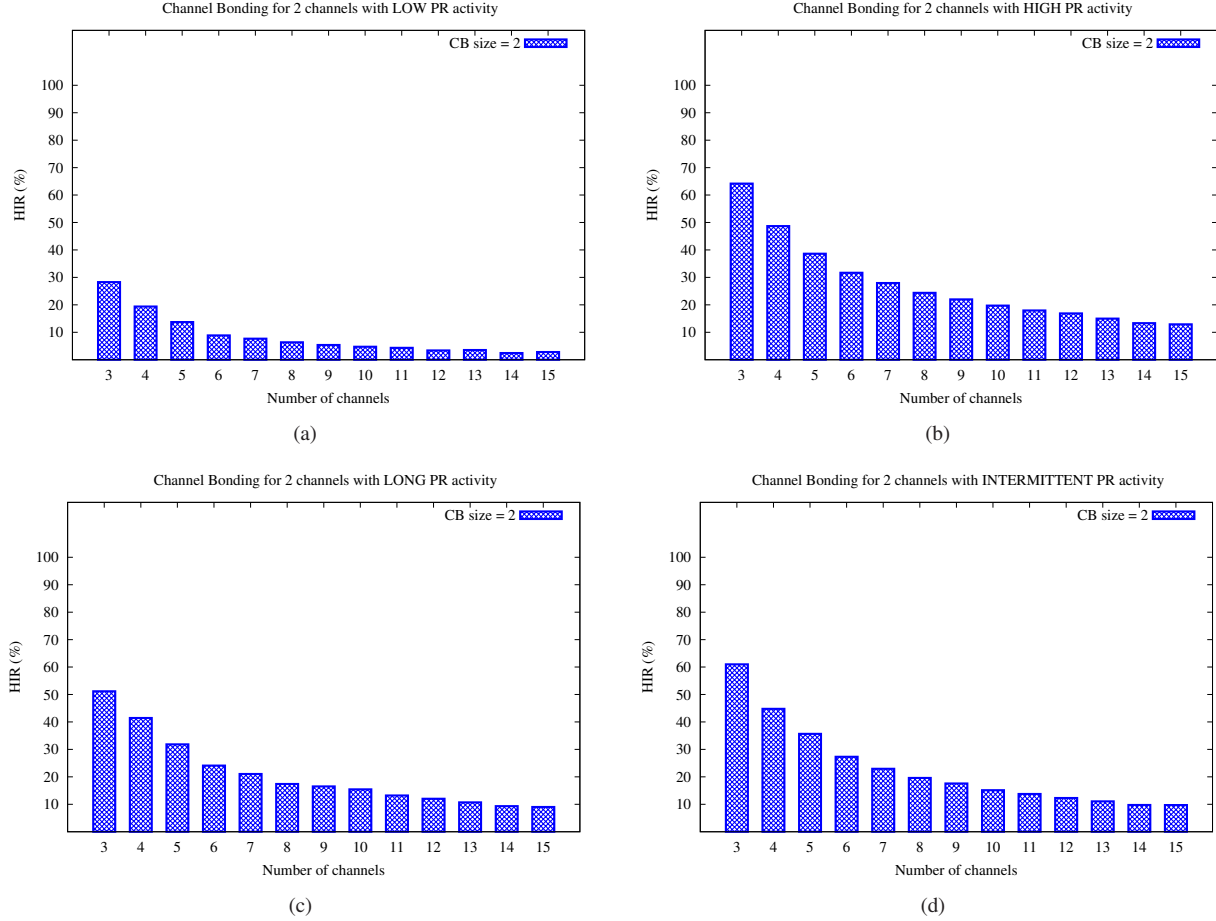 Channel Bonding for 2 channels with LOW PR activity
CB size = 2
100
90
80
70
60
50
40
30
20
10
HIR (%)
3 4 5 6 7 8 9 10 11 12 13 14 15
Number of channels
(a)
Channel Bonding for 2 channels with HIGH PR activity
CB size = 2
100
90
80
70
60
50
40
30
20
10
HIR (%)
3 4 5 6 7 8 9 10 11 12 13 14 15
Number of channels
(b)
Channel Bonding for 2 channels with LONG PR activity
CB size = 2
100
90
80
70
60
50
40
30
20
10
HIR (%)
3 4 5 6 7 8 9 10 11 12 13 14 15
Number of channels
(c)
Channel Bonding for 2 channels with INTERMITTENT PR activity
CB size = 2
100
90
80
70
60
50
40
30
20
10
HIR (%)
3 4 5 6 7 8 9 10 11 12 13 14 15
Number of channels
(d)